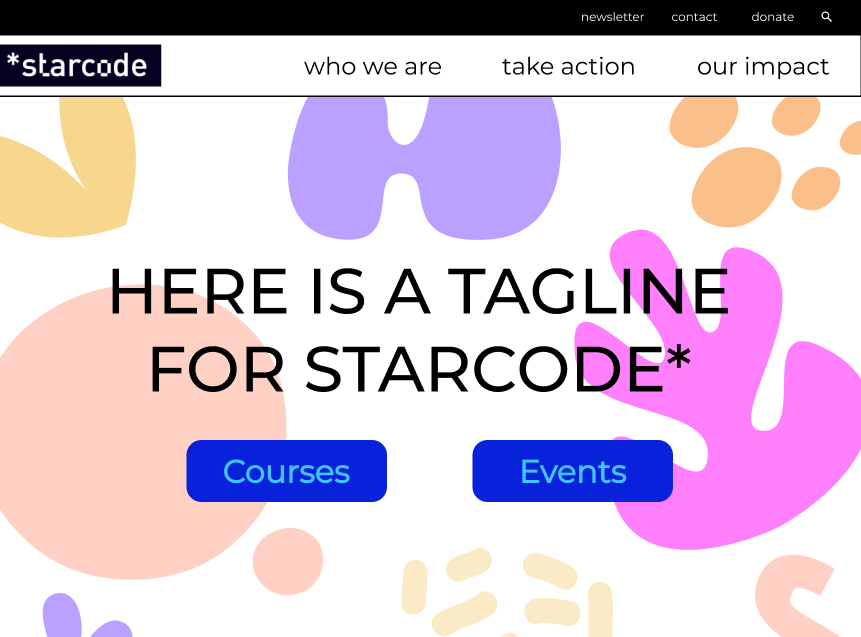 newsletter contact donate
*starcode who we are take action our impact
HERE IS A TAGLINE
FOR STARCODE*
Courses Events